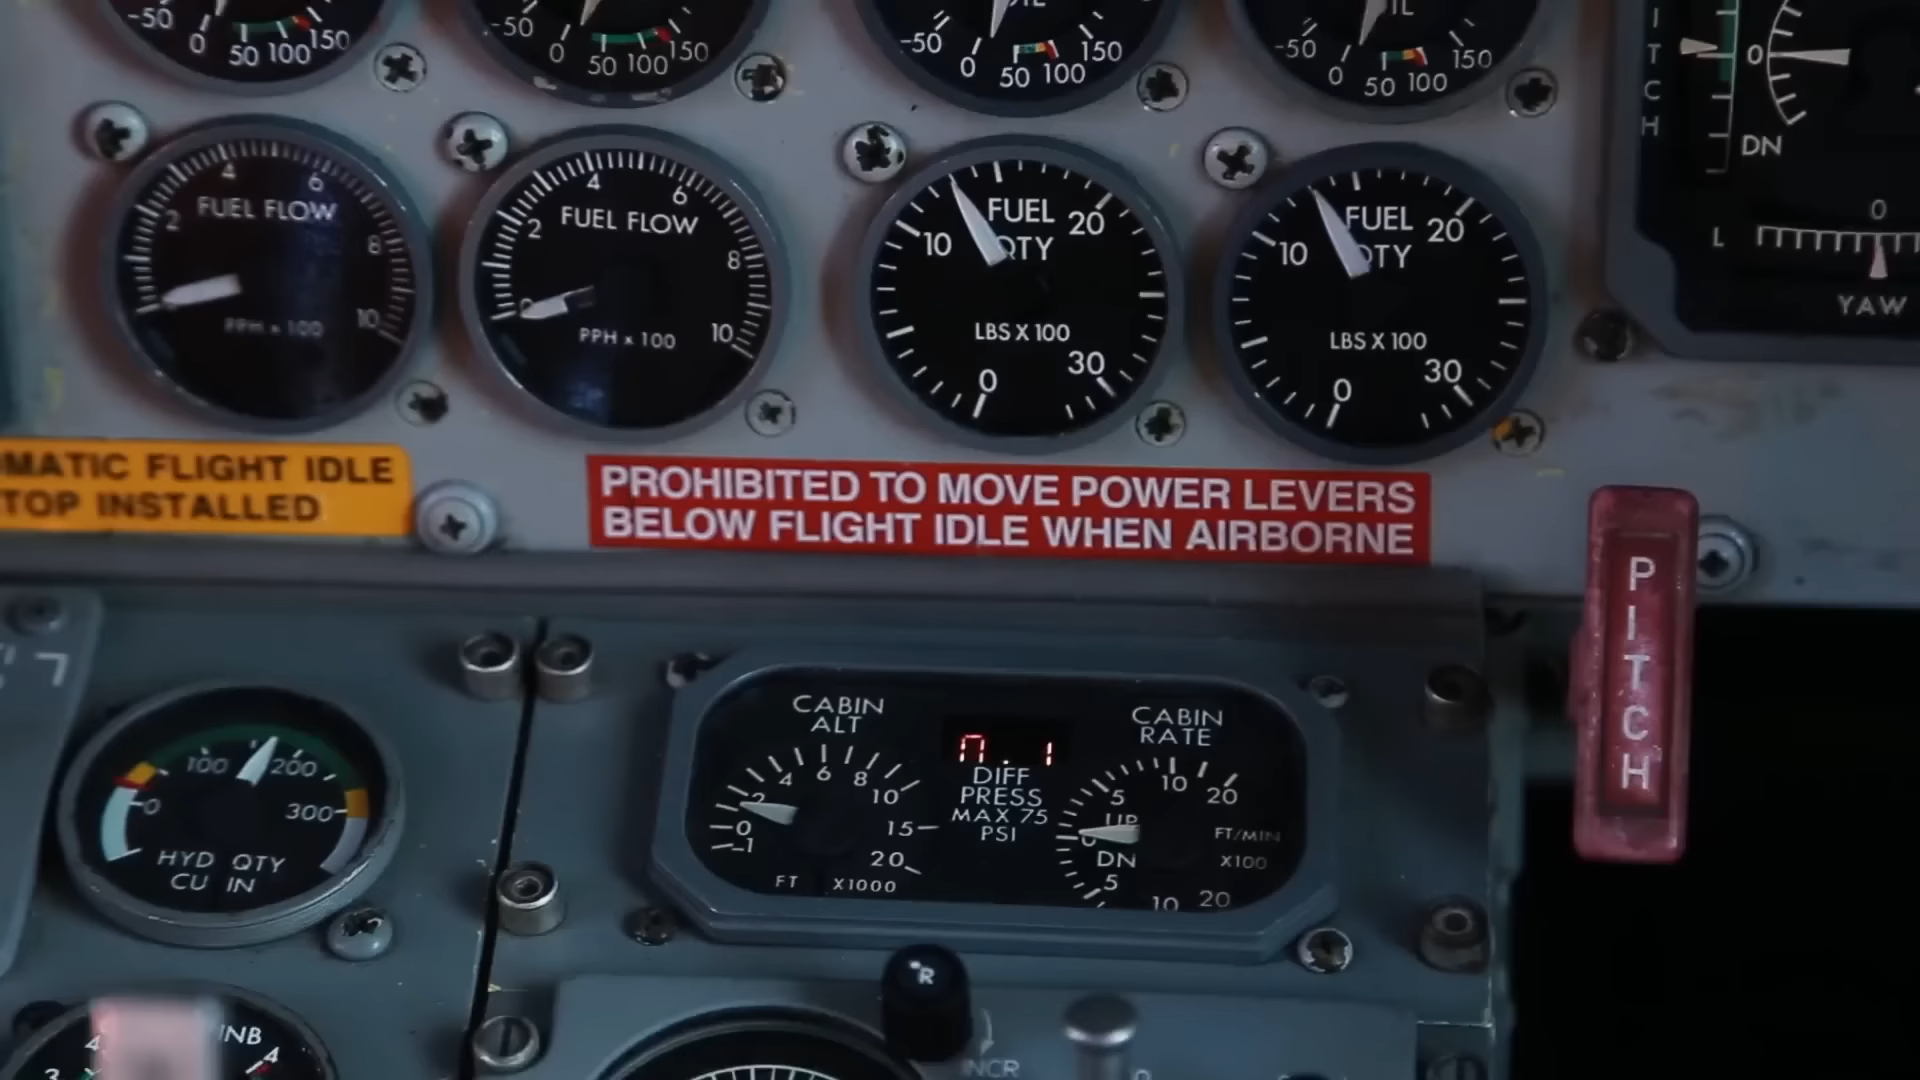 -50 0 50 100 150
-50 0 50 100 150
-50 0 50 100 150
-50 0 50 100 150
PITCH
0
DN
0
L
YAW
2 4 6 8 10
FUEL FLOW
PPH x 100
0 2 4 6 8 10
FUEL FLOW
PPH x 100
FUEL
QTY
0 10 20 30
LBS X 100
FUEL
QTY
0 10 20 30
LBS X 100
MATIC FLIGHT IDLE
TOP INSTALLED
PROHIBITED TO MOVE POWER LEVERS
BELOW FLIGHT IDLE WHEN AIRBORNE
PITCH
0 100 200 300
HYD QTY
CU IN
CABIN
ALT
-1 0 2 4 6 8 10 15 20
FT X1000
DIFF
PRESS
MAX 75
PSI
CABIN
RATE
5 10 20
UP
0
DN
5 10 20
FT/MIN
X100
R
INCR
INB
4 4
3